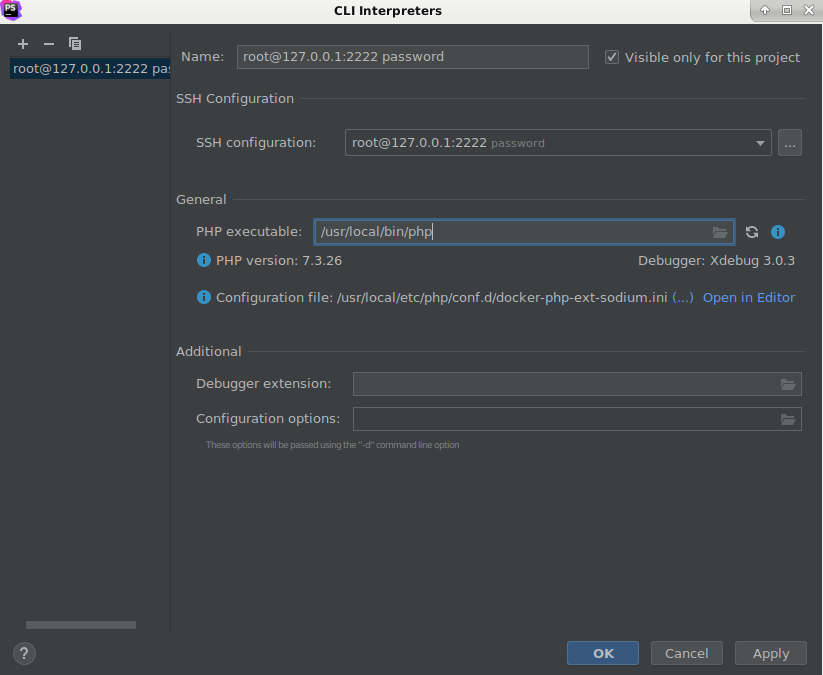 PS
CLI Interpreters
root@127.0.0.1:2222 pas
Name: root@127.0.0.1:2222 password Visible only for this project
SSH Configuration
SSH configuration: root@127.0.0.1:2222 password ...
General
PHP executable: /usr/local/bin/php
PHP version: 7.3.26 Debugger: Xdebug 3.0.3
Configuration file: /usr/local/etc/php/conf.d/docker-php-ext-sodium.ini (...) Open in Editor
Additional
Debugger extension:
Configuration options:
These options will be passed using the "-d" command line option
? OK Cancel Apply